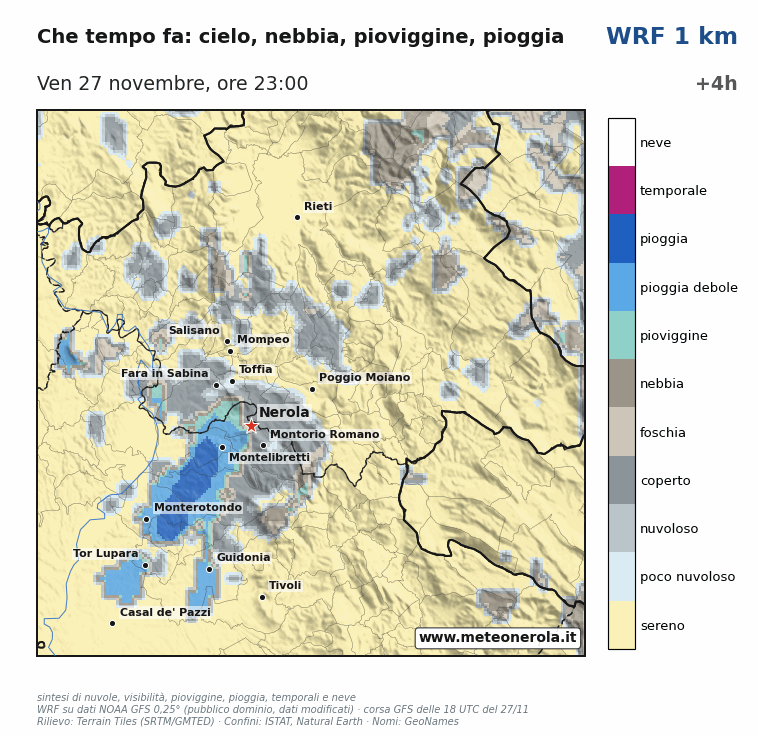 Che tempo fa: cielo, nebbia, pioviggine, pioggia
WRF 1 km
Ven 27 novembre, ore 23:00
+4h
neve
temporale
pioggia
pioggia debole
pioviggine
nebbia
foschia
coperto
nuvoloso
poco nuvoloso
sereno
Rieti
Salisano
Mompeo
Fara in Sabina
Toffia
Poggio Moiano
Nerola
Montorio Romano
Montelibretti
Monterotondo
Tor Lupara
Guidonia
Tivoli
Casal de' Pazzi
www.meteonerola.it
sintesi di nuvole, visibilità, pioviggine, pioggia, temporali e neve
WRF su dati NOAA GFS 0,25° (pubblico dominio, dati modificati) · corsa GFS delle 18 UTC del 27/11
Rilievo: Terrain Tiles (SRTM/GMTED) · Confini: ISTAT, Natural Earth · Nomi: GeoNames